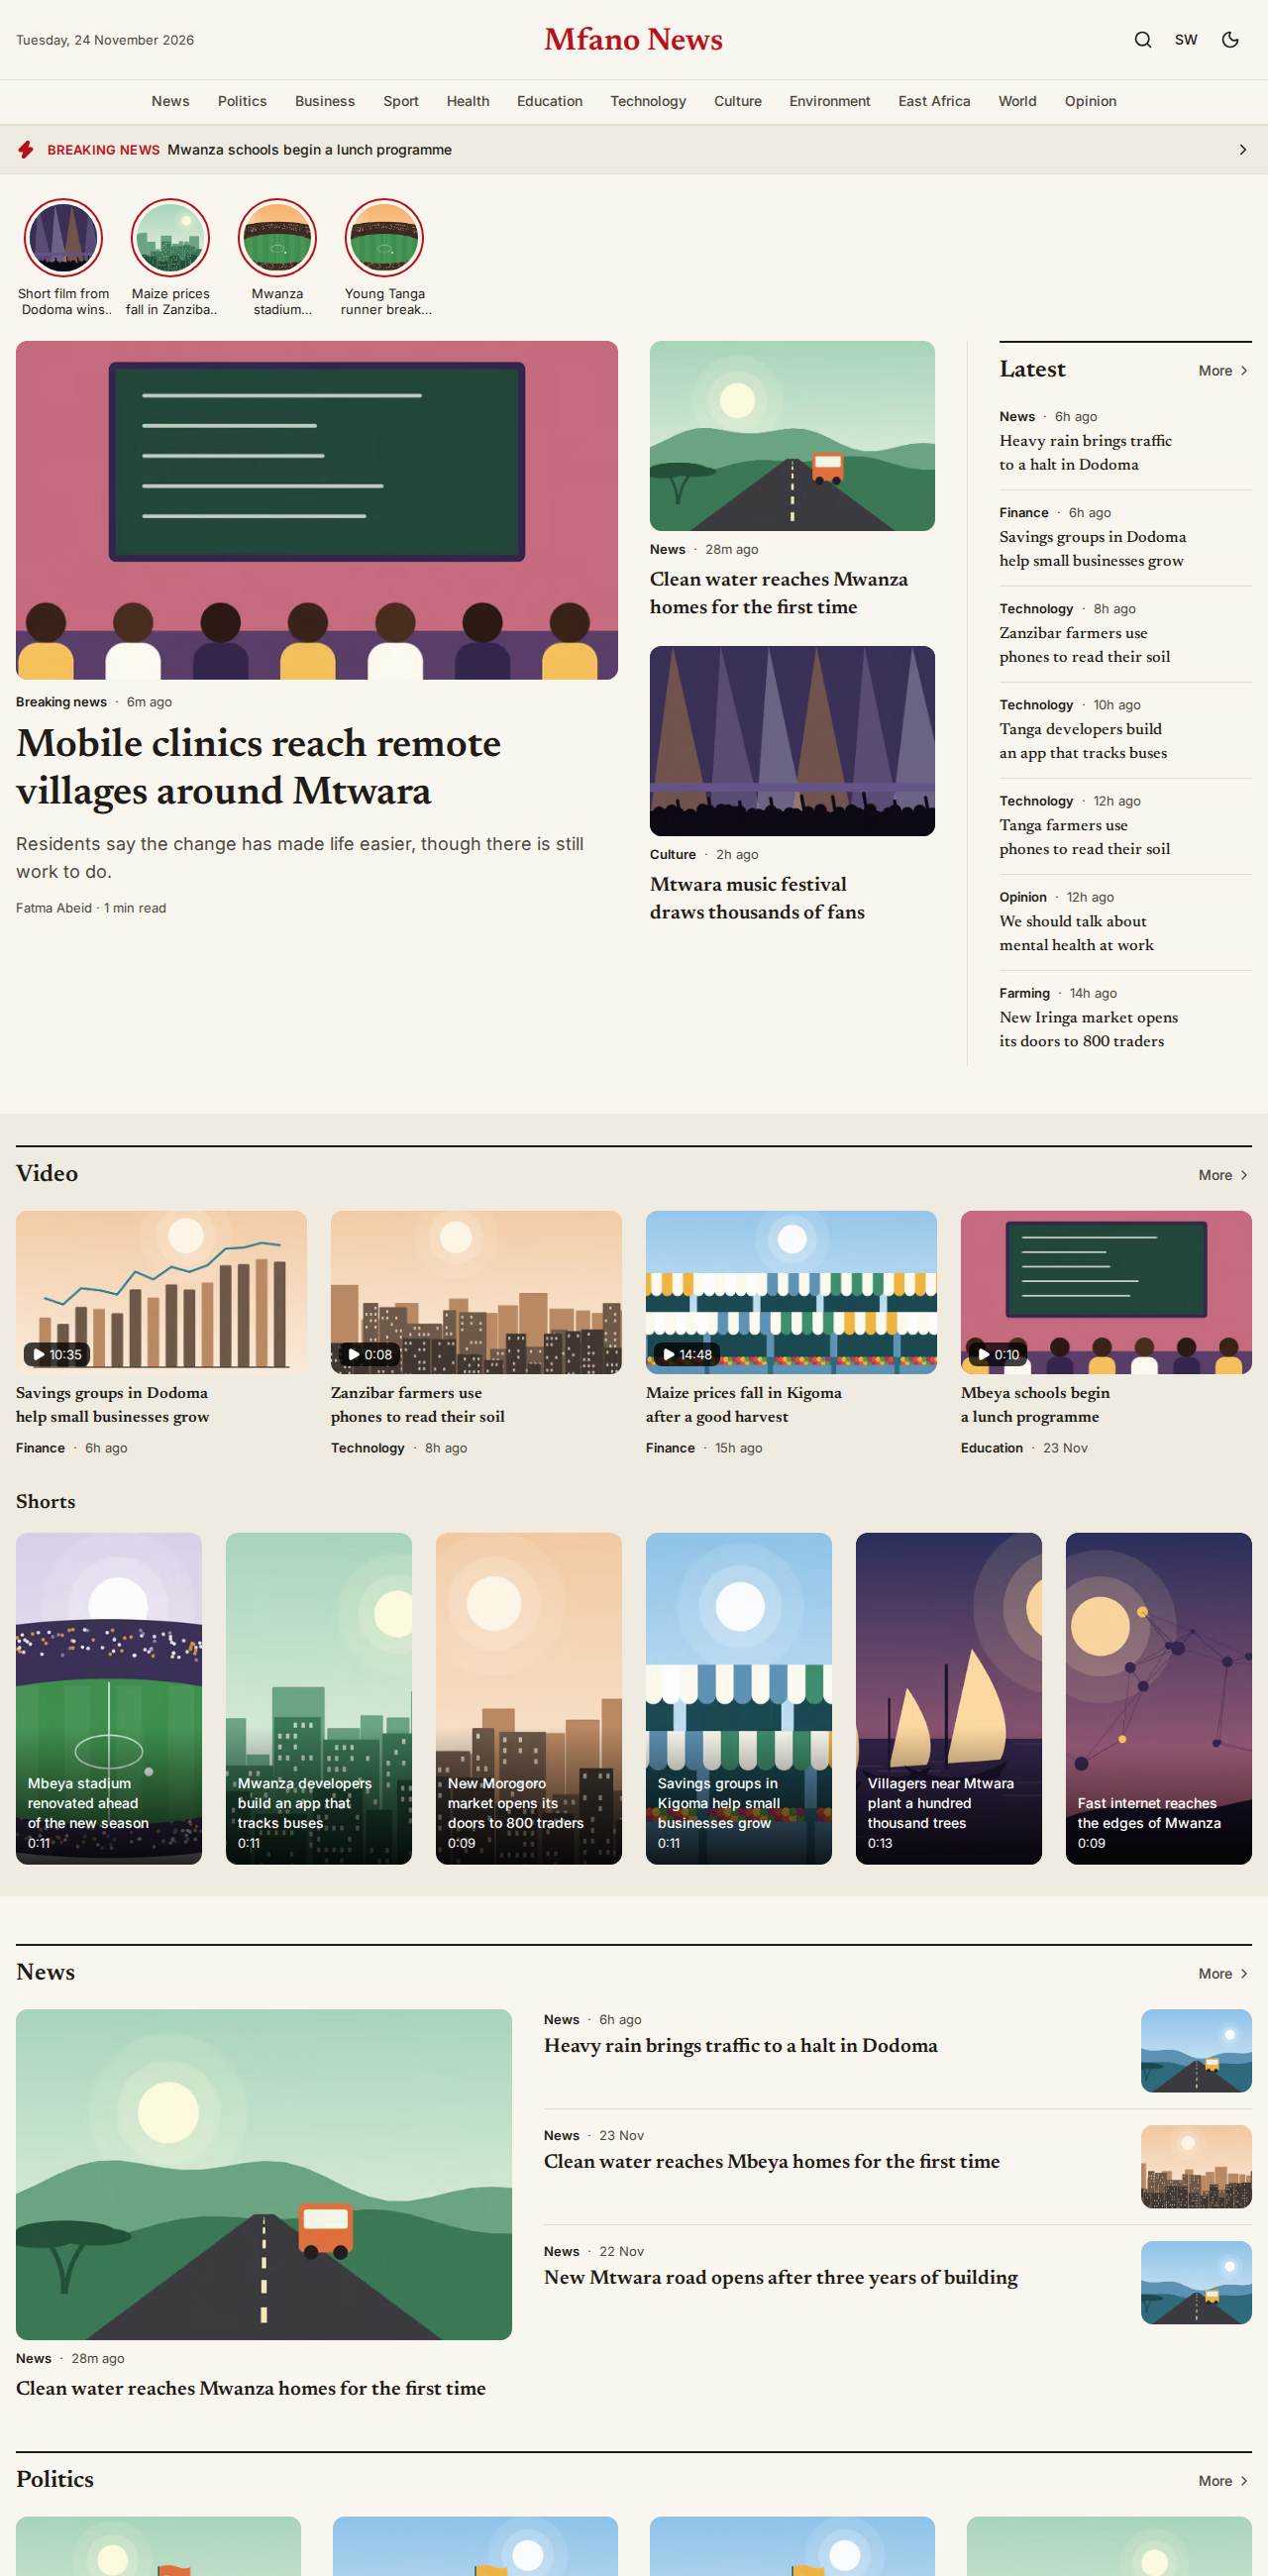 Tuesday, 24 November 2026
Mfano News
SW
News
Politics
Business
Sport
Health
Education
Technology
Culture
Environment
East Africa
World
Opinion
BREAKING NEWS Mwanza schools begin a lunch programme
Short film from
Dodoma wins..
Maize prices
fall in Zanziba..
Mwanza
stadium...
Young Tanga
runner break...
Breaking news · 6m ago
Mobile clinics reach remote
villages around Mtwara
Residents say the change has made life easier, though there is still
work to do.
Fatma Abeid · 1 min read
News · 28m ago
Clean water reaches Mwanza
homes for the first time
Culture · 2h ago
Mtwara music festival
draws thousands of fans
Latest
More
News · 6h ago
Heavy rain brings traffic
to a halt in Dodoma
Finance · 6h ago
Savings groups in Dodoma
help small businesses grow
Technology · 8h ago
Zanzibar farmers use
phones to read their soil
Technology · 10h ago
Tanga developers build
an app that tracks buses
Technology · 12h ago
Tanga farmers use
phones to read their soil
Opinion · 12h ago
We should talk about
mental health at work
Farming · 14h ago
New Iringa market opens
its doors to 800 traders
Video
More
10:35
Savings groups in Dodoma
help small businesses grow
Finance · 6h ago
0:08
Zanzibar farmers use
phones to read their soil
Technology · 8h ago
14:48
Maize prices fall in Kigoma
after a good harvest
Finance · 15h ago
0:10
Mbeya schools begin
a lunch programme
Education · 23 Nov
Shorts
Mbeya stadium
renovated ahead
of the new season
0:11
Mwanza developers
build an app that
tracks buses
0:11
New Morogoro
market opens its
doors to 800 traders
0:09
Savings groups in
Kigoma help small
businesses grow
0:11
Villagers near Mtwara
plant a hundred
thousand trees
0:13
Fast internet reaches
the edges of Mwanza
0:09
News
More
News · 28m ago
Clean water reaches Mwanza homes for the first time
News · 6h ago
Heavy rain brings traffic to a halt in Dodoma
News · 23 Nov
Clean water reaches Mbeya homes for the first time
News · 22 Nov
New Mtwara road opens after three years of building
Politics
More